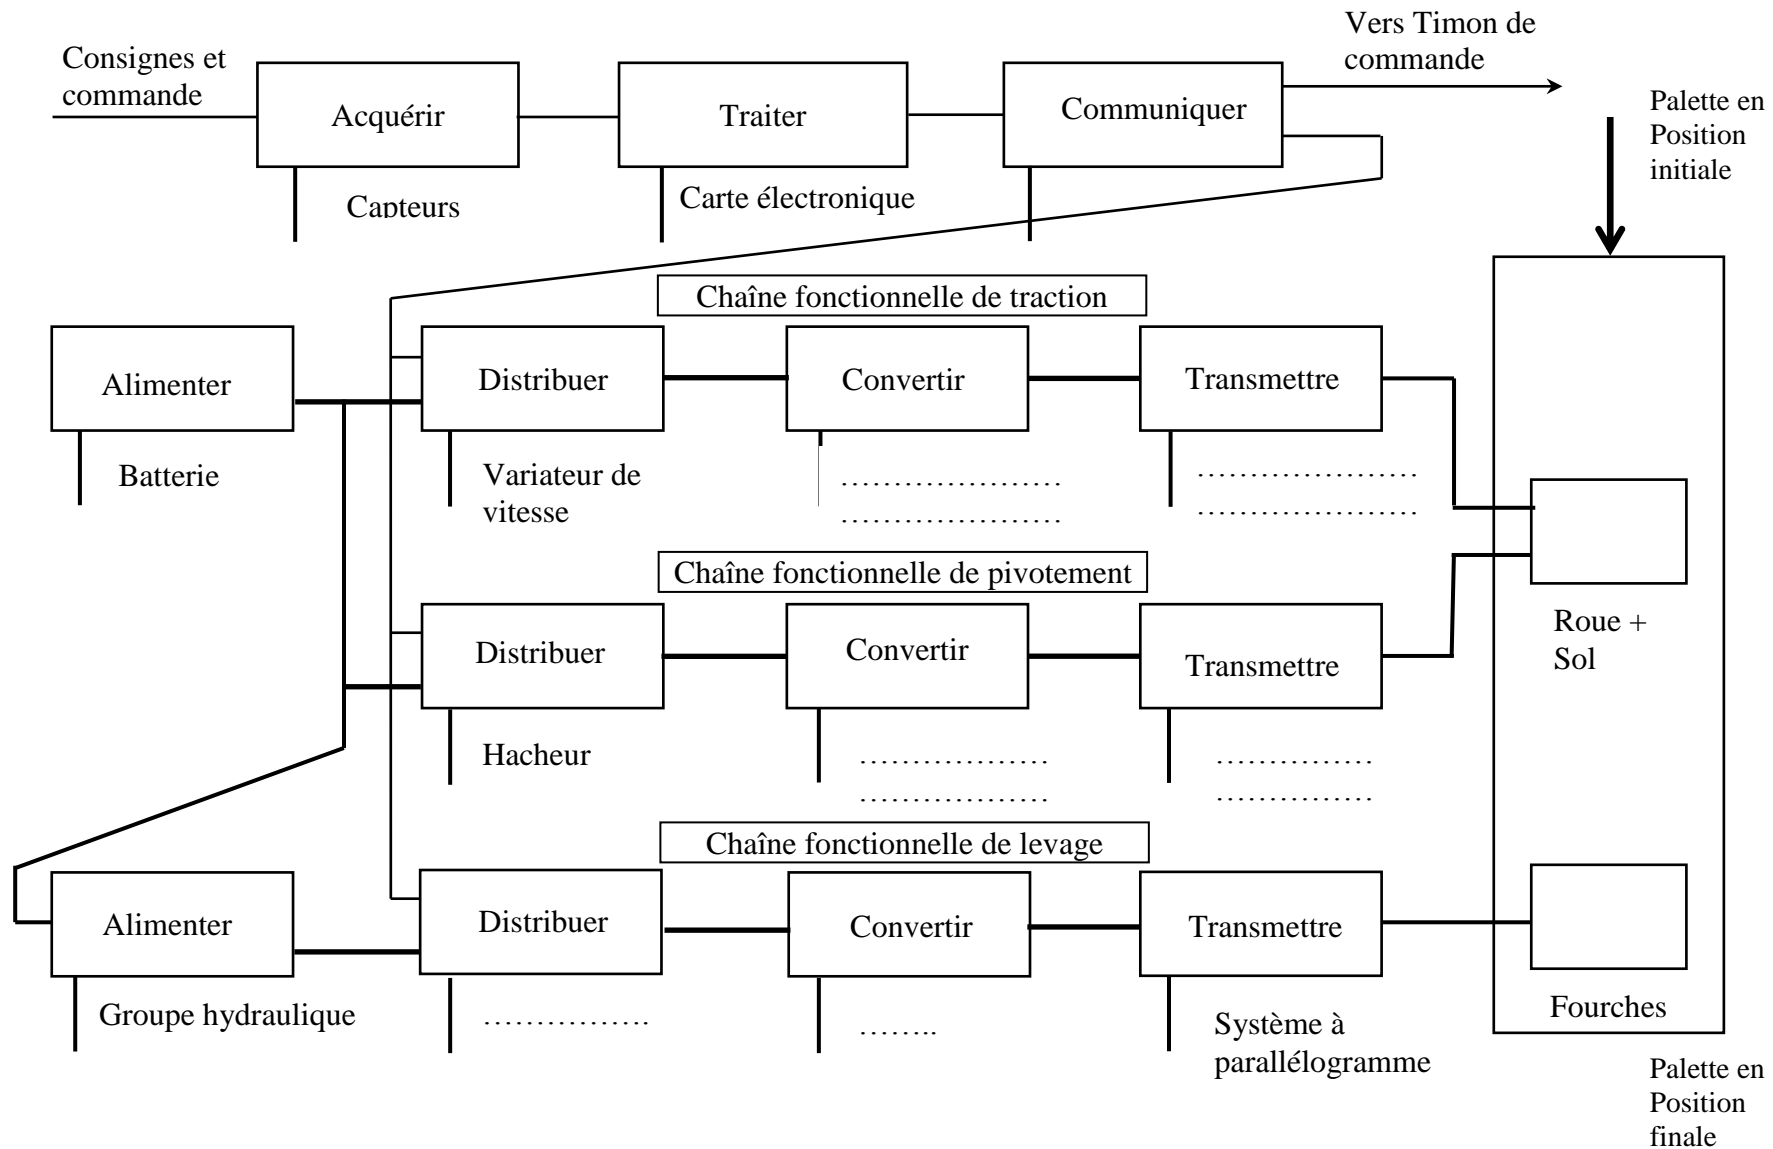 Consignes et
commande
Acquérir
Traiter
Communiquer
Vers Timon de
commande
Palette en
Position
initiale
Capteurs
Carte électronique
Chaîne fonctionnelle de traction
Alimenter
Distribuer
Convertir
Transmettre
Batterie
Variateur de
vitesse
…………………
…………………
…………………
…………………
Chaîne fonctionnelle de pivotement
Distribuer
Convertir
Transmettre
Roue +
Sol
Hacheur
………………
………………
……………
……………
Chaîne fonctionnelle de levage
Alimenter
Distribuer
Convertir
Transmettre
Groupe hydraulique
…………….
……..
Système à
parallélogramme
Fourches
Palette en
Position
finale